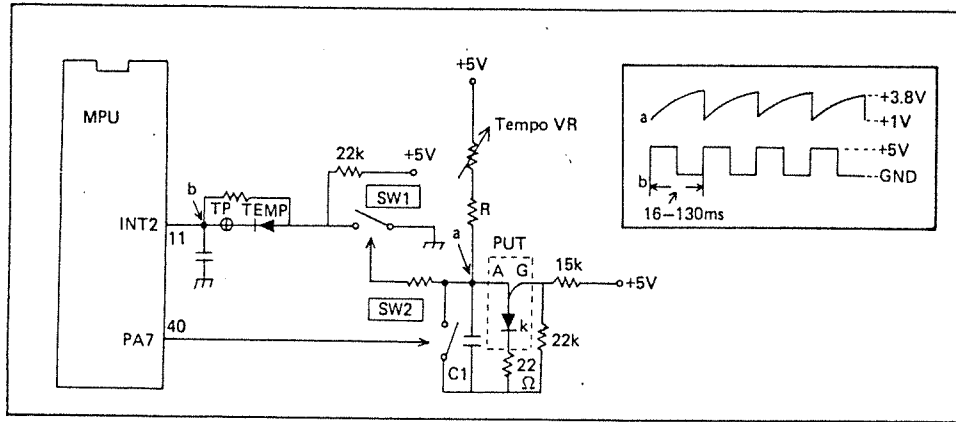 +5V
MPU
Tempo VR
+3.8V
a
+1V
22k
+5V
+5V
b
SW1
b
GND
TP
TEMP
R
16-130ms
INT2
11
a
PUT
A
G
15k
+5V
SW2
40
k
PA7
22k
C1
22
Ω